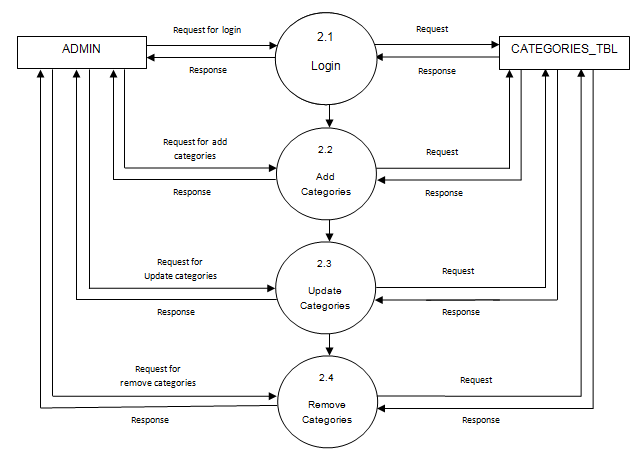 ADMIN
Request for login
Response
2.1
Login
Request
Response
CATEGORIES_TBL
Request for add
categories
Response
2.2
Add
Categories
Request
Response
Request for
Update categories
Response
2.3
Update
Categories
Request
Response
Request for
remove categories
Response
2.4
Remove
Categories
Request
Response